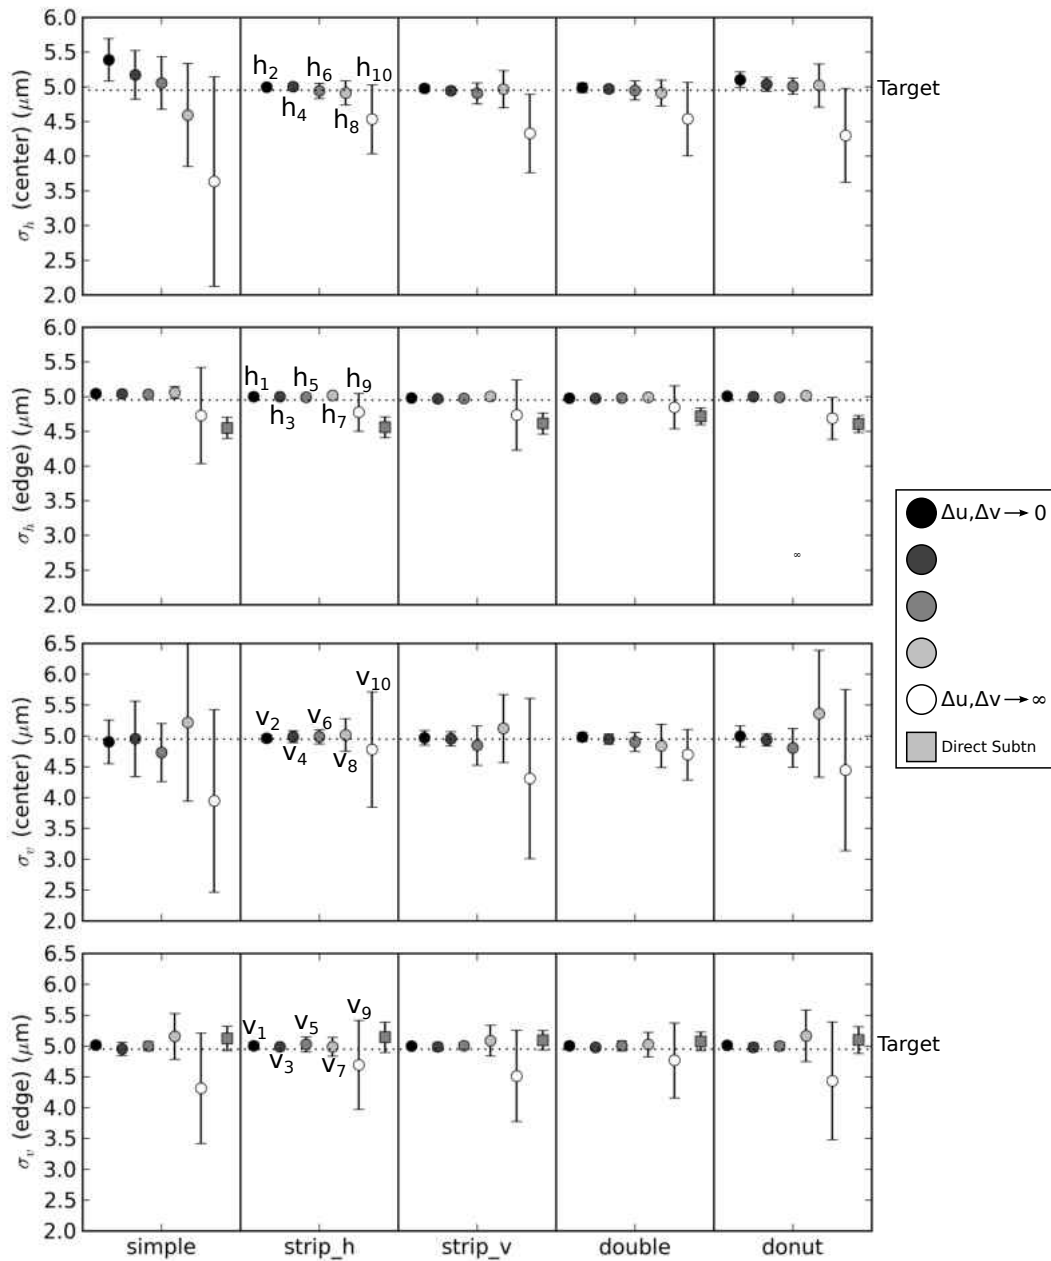 σh (center) (μm)
6.0
5.5
5.0
4.5
4.0
3.5
3.0
2.5
2.0
h2
h4
h6
h8
h10
Target
σh (edge) (μm)
6.0
5.5
5.0
4.5
4.0
3.5
3.0
2.5
2.0
h1
h3
h5
h7
h9
∞
Δu,Δv → 0
Δu,Δv → ∞
Direct Subtn
σv (center) (μm)
6.5
6.0
5.5
5.0
4.5
4.0
3.5
3.0
2.5
2.0
v2
v4
v6
v8
v10
σv (edge) (μm)
6.5
6.0
5.5
5.0
4.5
4.0
3.5
3.0
2.5
2.0
v1
v3
v5
v7
v9
Target
simple strip_h strip_v double donut